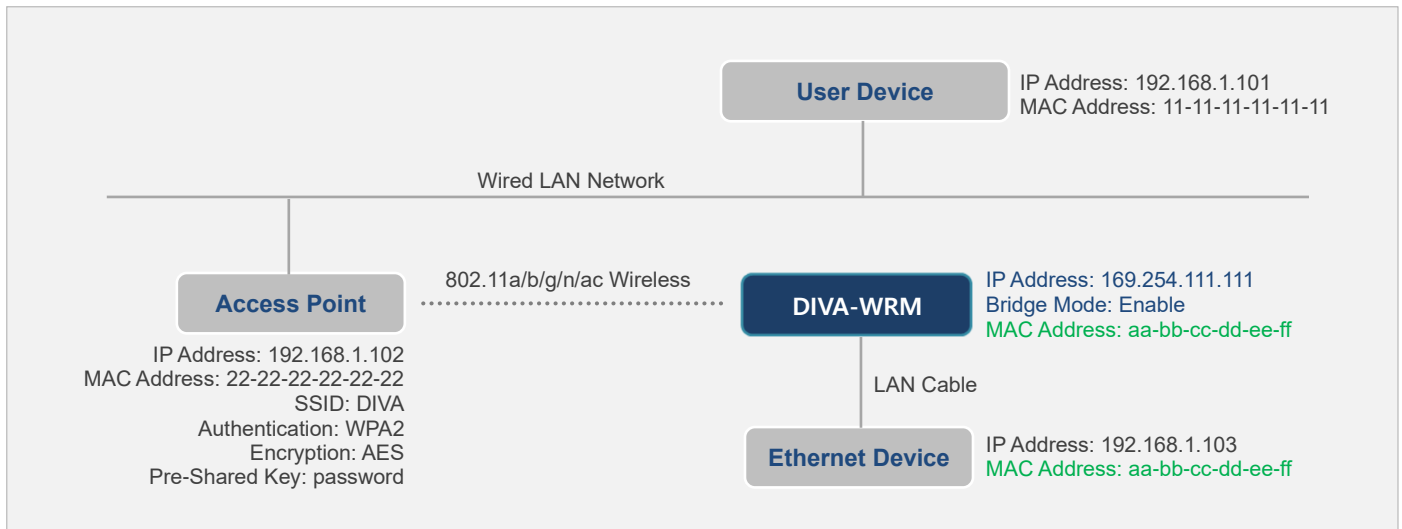 User Device
IP Address: 192.168.1.101
MAC Address: 11-11-11-11-11-11
Wired LAN Network
802.11a/b/g/n/ac Wireless
Access Point
DIVA-WRM
IP Address: 169.254.111.111
Bridge Mode: Enable
MAC Address: aa-bb-cc-dd-ee-ff
IP Address: 192.168.1.102
MAC Address: 22-22-22-22-22-22
SSID: DIVA
Authentication: WPA2
Encryption: AES
Pre-Shared Key: password
LAN Cable
Ethernet Device
IP Address: 192.168.1.103
MAC Address: aa-bb-cc-dd-ee-ff